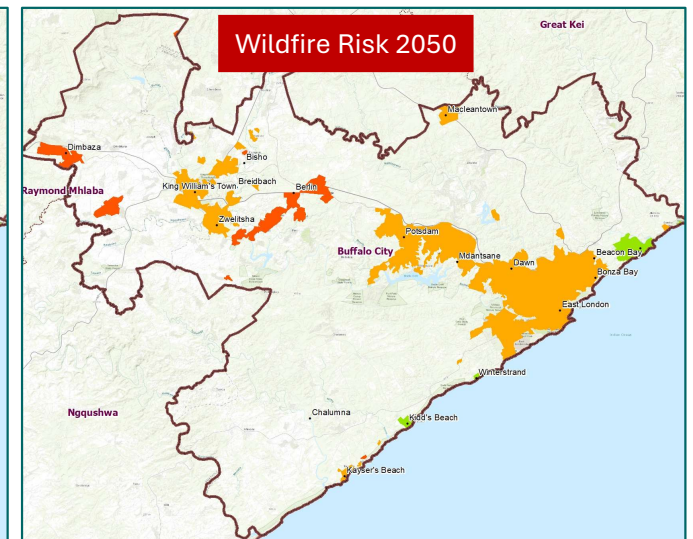 Wildfire Risk 2050
Great Kei
Macleantown
Dimbaza
Bisho
Raymond Mhlaba
King William's Town
Breidbach
Berlin
Zwelitsha
Potsdam
Buffalo City
Mdantsane
Dawn
Beacon Bay
Bonza Bay
East London
Winterstrand
Ngqushwa
Chalumna
Kidd's Beach
Kayser's Beach